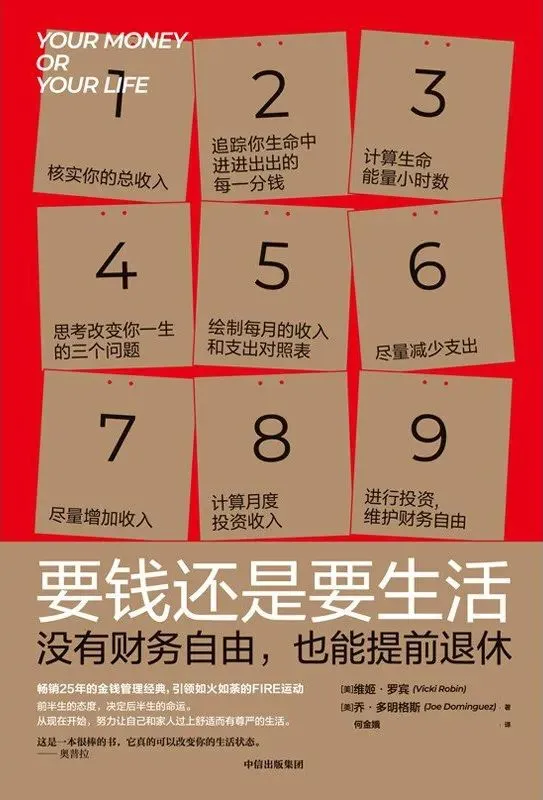 YOUR MONEY
OR
YOUR LIFE
1
核实你的总收入
2
追踪你生命中
进进出出的
每一分钱
3
计算生命
能量小时数
4
思考改变你一生
的三个问题
5
绘制每月的收入
和支出对照表
6
尽量减少支出
7
尽量增加收入
8
计算月度
投资收入
9
进行投资,
维护财务自由
要钱还是要生活
没有财务自由，也能提前退休
畅销25年的金钱管理经典，引领如火如荼的FIRE运动
前半生的态度，决定后半生的命运。
从现在开始，努力让自己和家人过上舒适而有尊严的生活。
这是一本很棒的书，它真的可以改变你的生活状态。
—— 奥普拉
[美]维姬·罗宾 (Vicki Robin)
[美]乔·多明格斯 (Joe Dominguez) 著
何金娥 译
中信出版集团